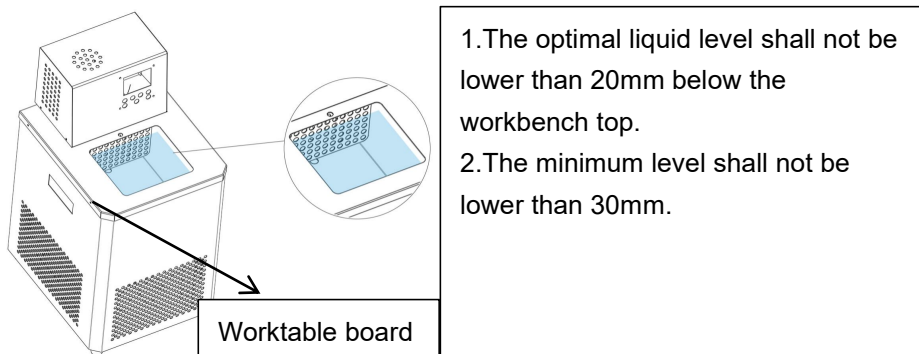 1.The optimal liquid level shall not be
lower than 20mm below the
workbench top.
2.The minimum level shall not be
lower than 30mm.
Worktable board